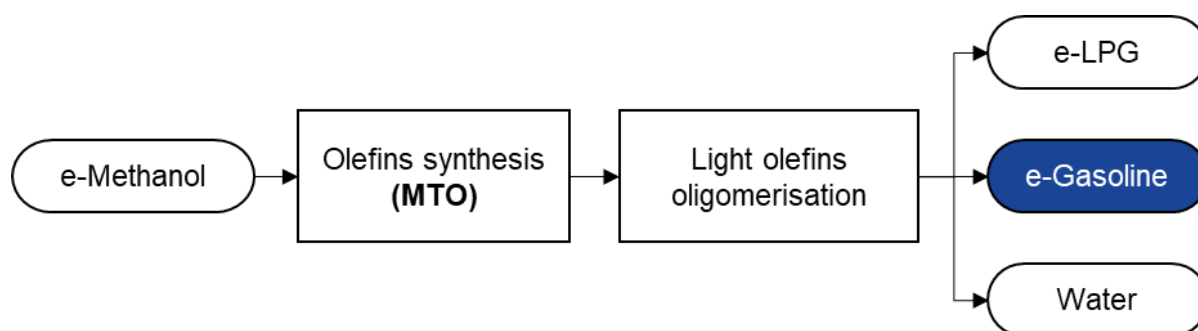 e-Methanol
Olefins synthesis
(MTO)
Light olefins
oligomerisation
e-LPG
e-Gasoline
Water